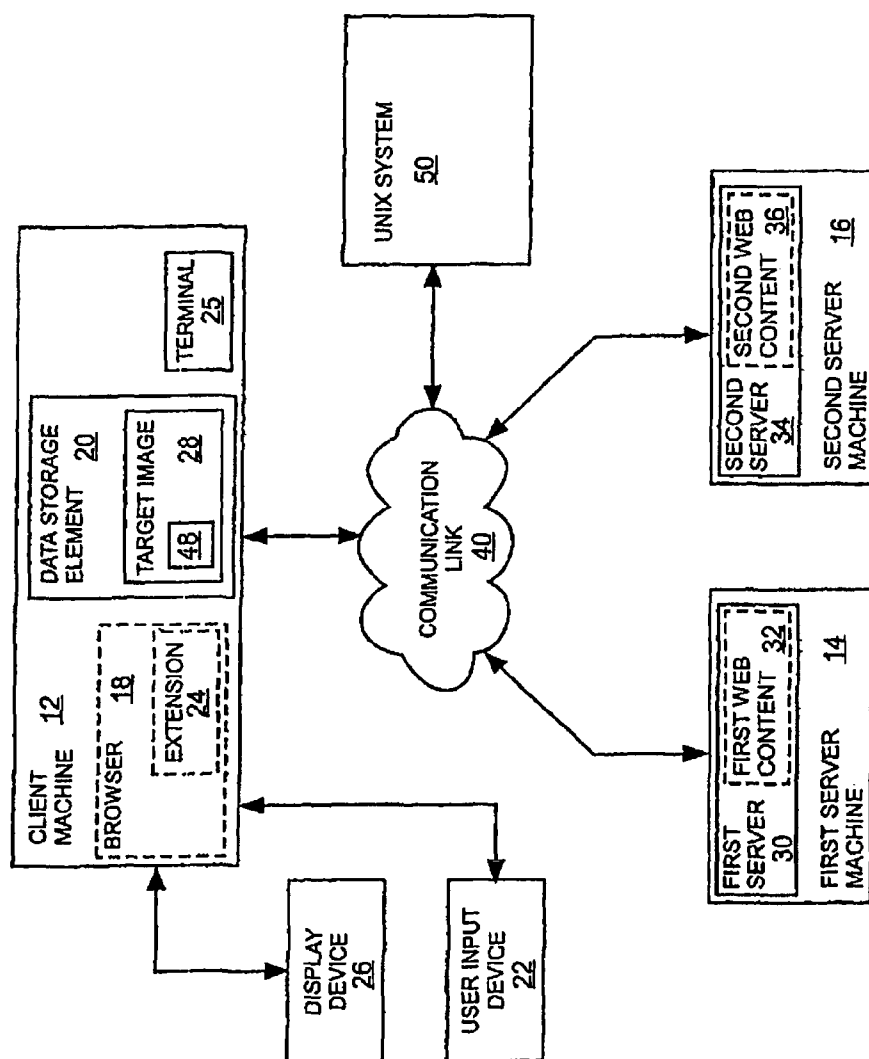 CLIENT
MACHINE
12
BROWSER
18
EXTENSION
24
DATA STORAGE
ELEMENT
20
TARGET IMAGE
28
48
TERMINAL
25
DISPLAY
DEVICE
26
USER INPUT
DEVICE
22
COMMUNICATION
LINK
40
UNIX SYSTEM
50
FIRST
SERVER
30
FIRST WEB
CONTENT
32
FIRST SERVER
MACHINE
14
SECOND
SERVER
34
SECOND WEB
CONTENT
36
SECOND SERVER
MACHINE
16